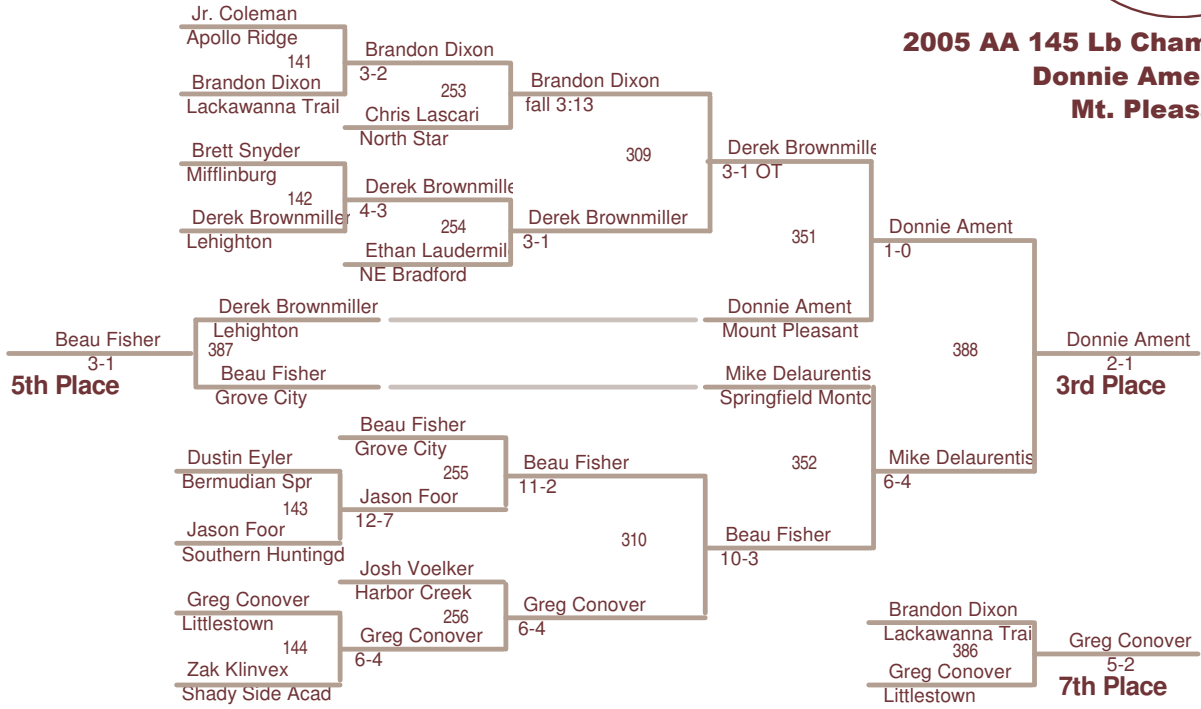 2005 AA 145 Lb Cham
Donnie Ame
Mt. Pleas
Jr. Coleman
Apollo Ridge
141
Brandon Dixon
Lackawanna Trail
Brandon Dixon
3-2
253
Chris Lascari
North Star
Brandon Dixon
fall 3:13
Brett Snyder
Mifflinburg
142
Derek Brownmiller
Lehighton
Derek Brownmille
4-3
254
Ethan Laudermil
NE Bradford
Derek Brownmiller
3-1
309
Derek Brownmille
3-1 OT
351
Donnie Ament
Mount Pleasant
Donnie Ament
1-0
Derek Brownmiller
Lehighton
387
Beau Fisher
Grove City
Beau Fisher
3-1
5th Place
Mike Delaurentis
Springfield Montc
388
Donnie Ament
2-1
3rd Place
Beau Fisher
Grove City
255
Dustin Eyler
Bermudian Spr
143
Jason Foor
Southern Huntingd
Jason Foor
12-7
Beau Fisher
11-2
310
Josh Voelker
Harbor Creek
256
Greg Conover
Littlestown
144
Zak Klinvex
Shady Side Acad
Greg Conover
6-4
Greg Conover
6-4
Beau Fisher
10-3
352
Mike Delaurentis
6-4
Brandon Dixon
Lackawanna Trai
386
Greg Conover
Littlestown
Greg Conover
5-2
7th Place